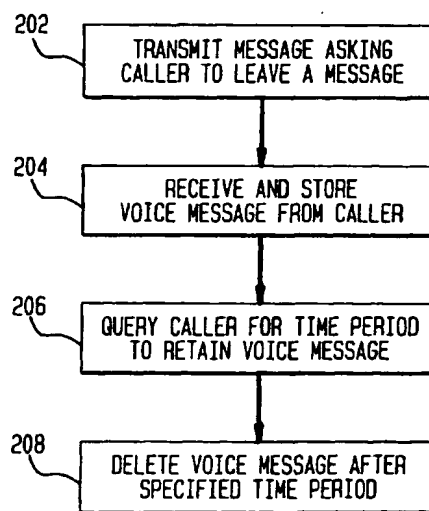 202
TRANSMIT MESSAGE ASKING
CALLER TO LEAVE A MESSAGE
204
RECEIVE AND STORE
VOICE MESSAGE FROM CALLER
206
QUERY CALLER FOR TIME PERIOD
TO RETAIN VOICE MESSAGE
208
DELETE VOICE MESSAGE AFTER
SPECIFIED TIME PERIOD